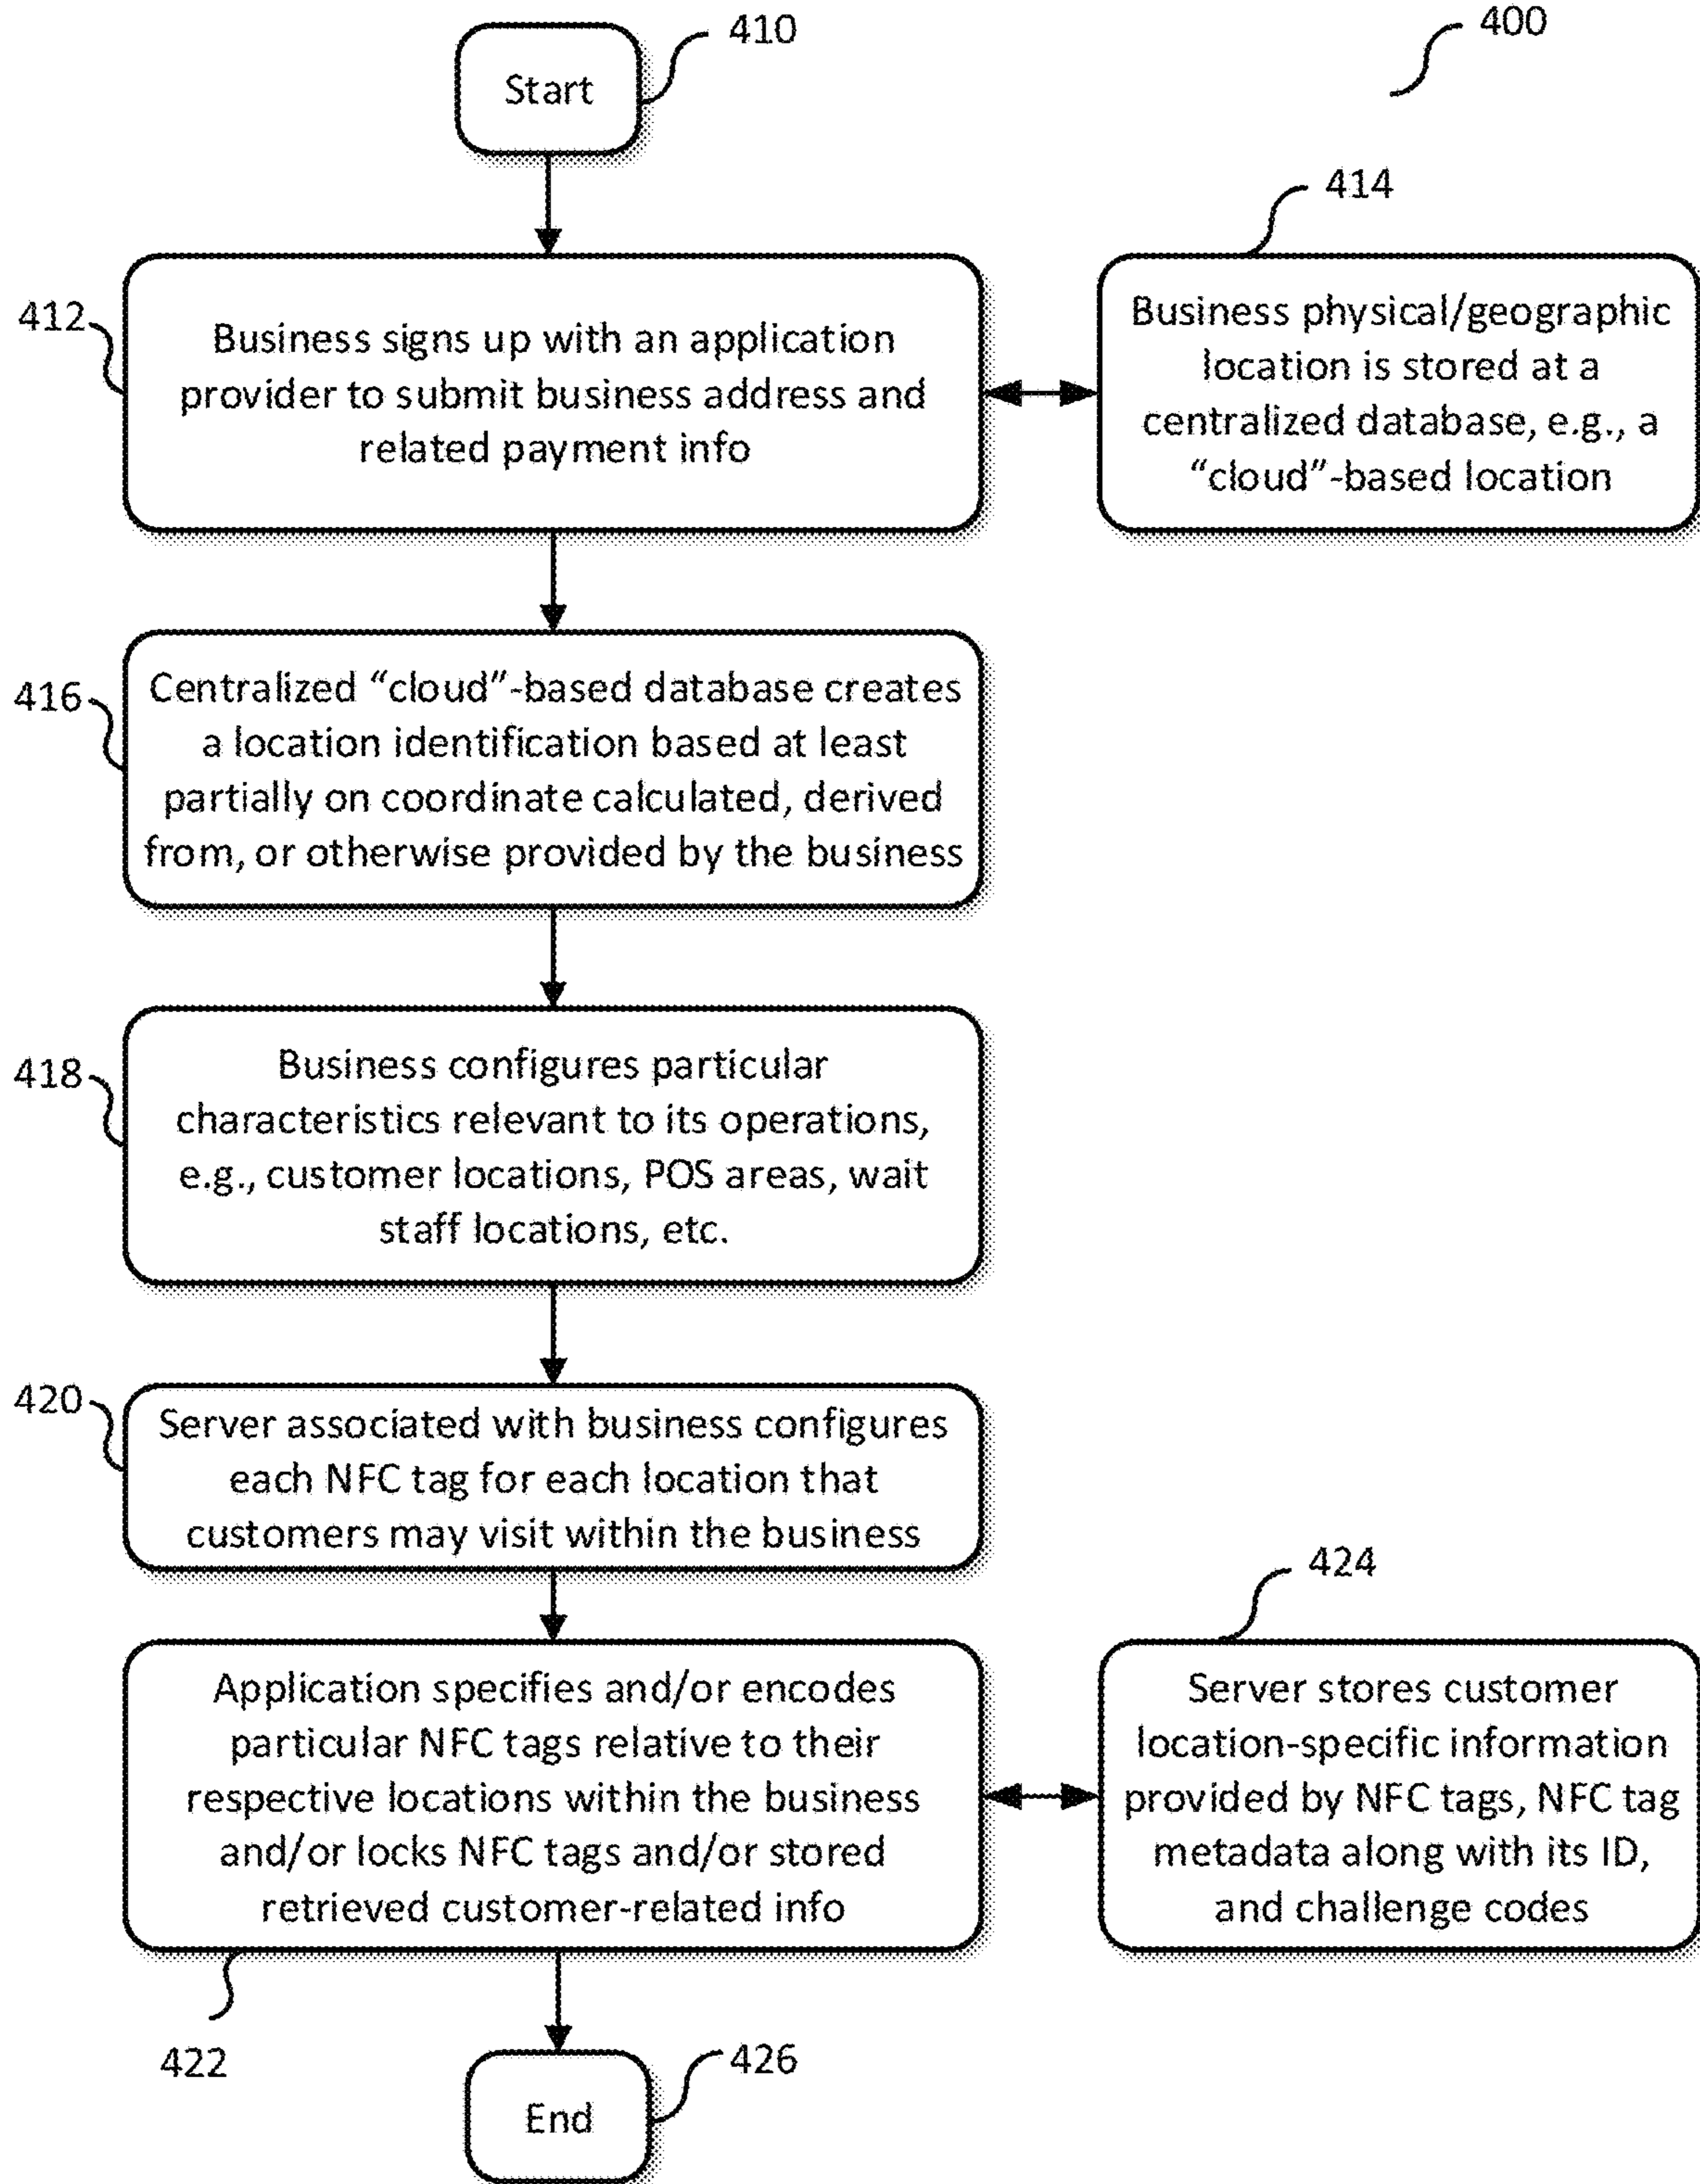 400
410
Start
412
Business signs up with an application
provider to submit business address and
related payment info
414
Business physical/geographic
location is stored at a
centralized database, e.g., a
“cloud”-based location
416
Centralized “cloud”-based database creates
a location identification based at least
partially on coordinate calculated, derived
from, or otherwise provided by the business
418
Business configures particular
characteristics relevant to its operations,
e.g., customer locations, POS areas, wait
staff locations, etc.
420
Server associated with business configures
each NFC tag for each location that
customers may visit within the business
Application specifies and/or encodes
particular NFC tags relative to their
respective locations within the business
and/or locks NFC tags and/or stored
retrieved customer-related info
422
424
Server stores customer
location-specific information
provided by NFC tags, NFC tag
metadata along with its ID,
and challenge codes
426
End